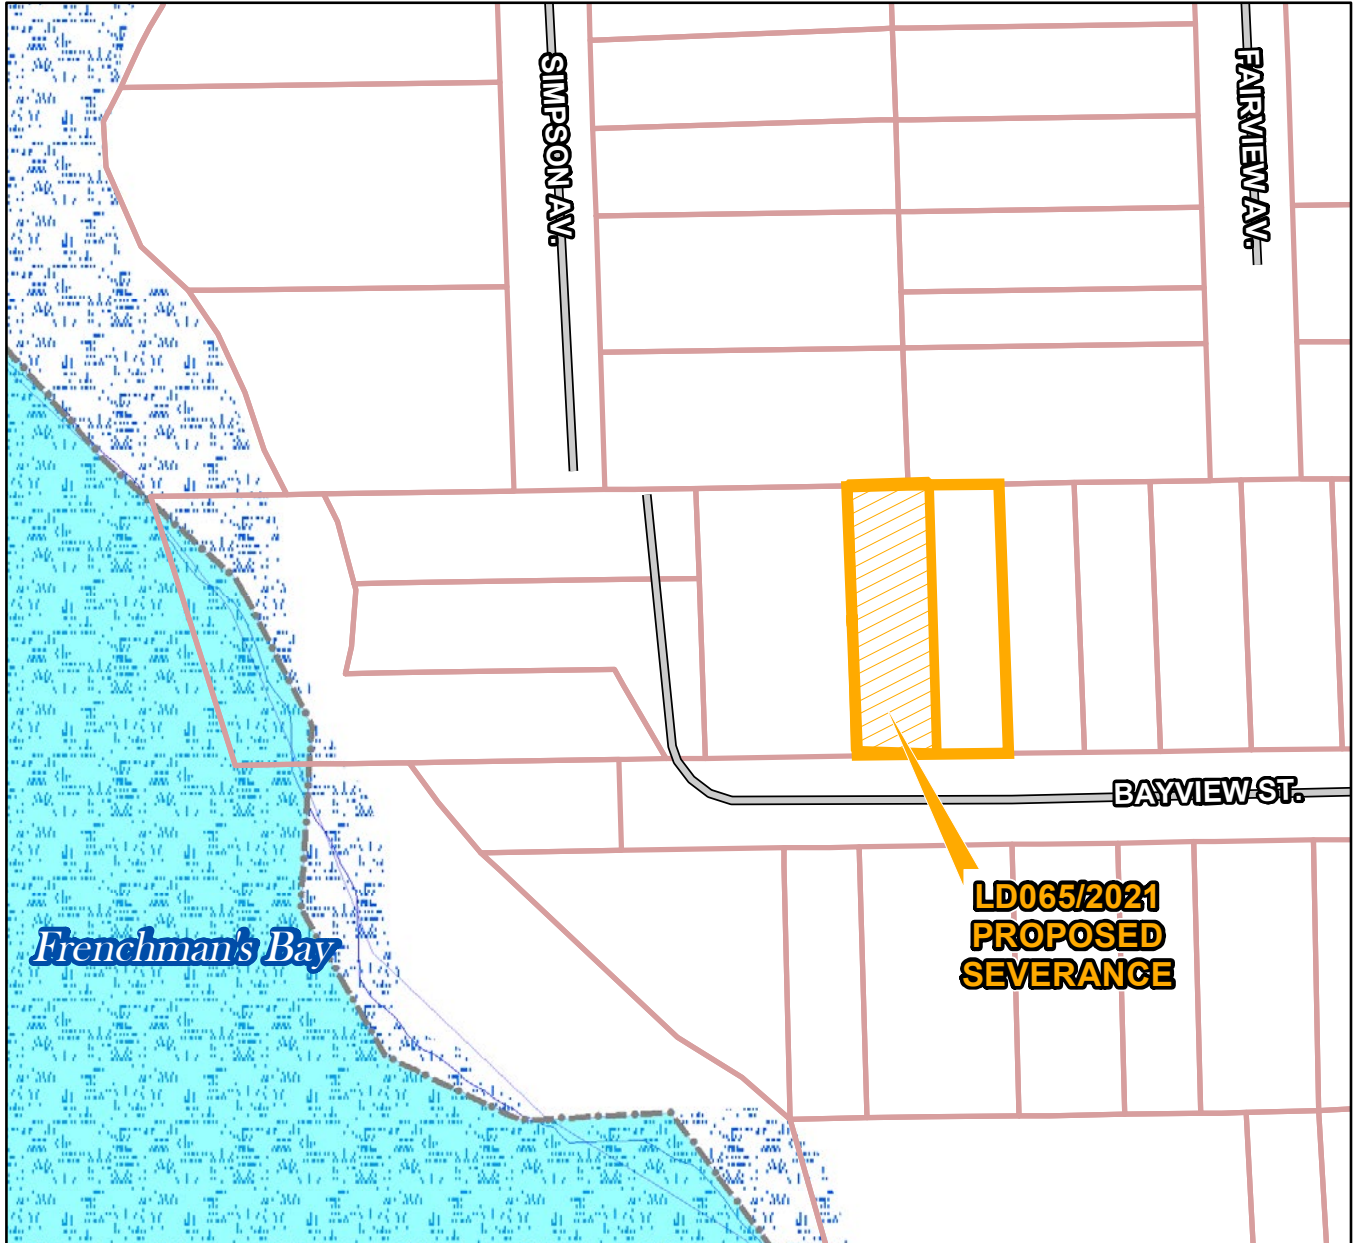 SIMPSON AV.
FAIRVIEW AV.
BAYVIEW ST.
LD065/2021
PROPOSED
SEVERANCE
Frenchman's Bay